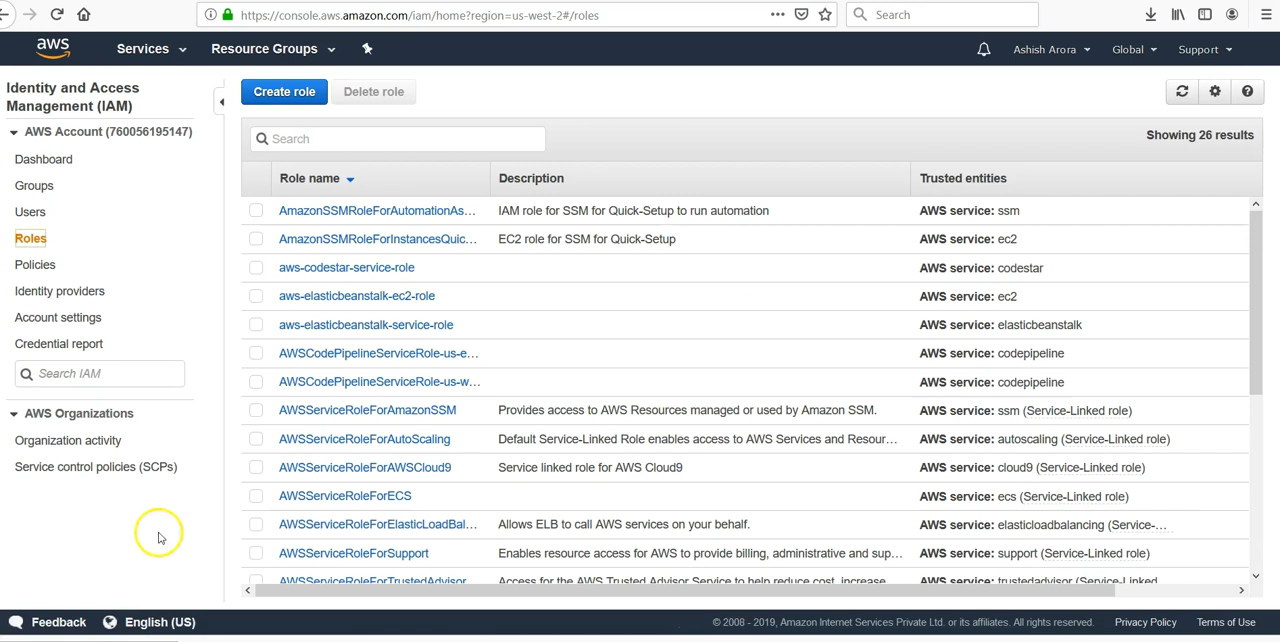 https://console.aws.amazon.com/iam/home?region=us-west-2#/roles
Search
aws
Services
Resource Groups
Ashish Arora
Global
Support
Identity and Access
Management (IAM)
AWS Account (760056195147)
Dashboard
Groups
Users
Roles
Policies
Identity providers
Account settings
Credential report
Search IAM
AWS Organizations
Organization activity
Service control policies (SCPs)
Create role
Delete role
Search
Showing 26 results
Role name Description Trusted entities
AmazonSSMRoleForAutomationAs... IAM role for SSM for Quick-Setup to run automation AWS service: ssm
AmazonSSMRoleForInstancesQuic... EC2 role for SSM for Quick-Setup AWS service: ec2
aws-codestar-service-role AWS service: codestar
aws-elasticbeanstalk-ec2-role AWS service: ec2
aws-elasticbeanstalk-service-role AWS service: elasticbeanstalk
AWSCodePipelineServiceRole-us-e... AWS service: codepipeline
AWSCodePipelineServiceRole-us-w... AWS service: codepipeline
AWSServiceRoleForAmazonSSM Provides access to AWS Resources managed or used by Amazon SSM. AWS service: ssm (Service-Linked role)
AWSServiceRoleForAutoScaling Default Service-Linked Role enables access to AWS Services and Resour... AWS service: autoscaling (Service-Linked role)
AWSServiceRoleForAWSCloud9 Service linked role for AWS Cloud9 AWS service: cloud9 (Service-Linked role)
AWSServiceRoleForECS AWS service: ecs (Service-Linked role)
AWSServiceRoleForElasticLoadBal... Allows ELB to call AWS services on your behalf. AWS service: elasticloadbalancing (Service-...
AWSServiceRoleForSupport Enables resource access for AWS to provide billing, administrative and sup... AWS service: support (Service-Linked role)
AWSServiceRoleForTrustedAdvisor Access for the AWS Trusted Advisor Service to help reduce cost, increase AWS service: trustedadvisor (Service-Linked
Feedback
English (US)
© 2008 - 2019, Amazon Internet Services Private Ltd. or its affiliates. All rights reserved.
Privacy Policy
Terms of Use